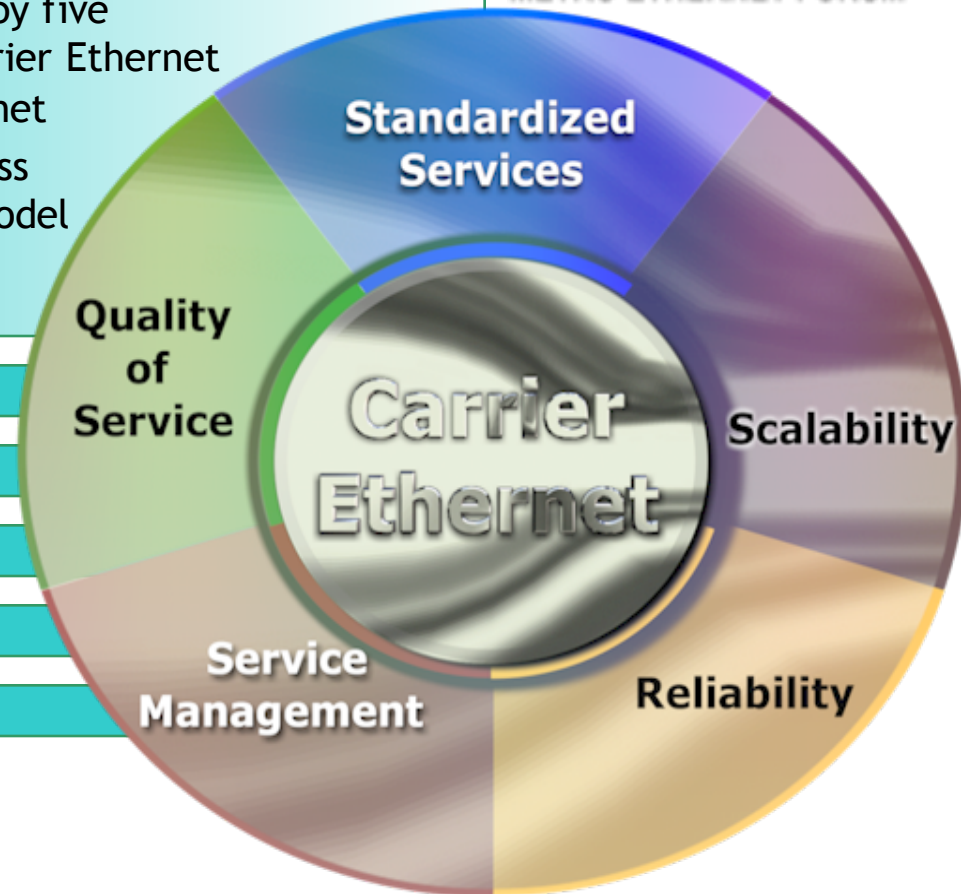 by five
rier Ethernet
net
ss
odel
Standardized
Services
Quality
of
Service
Carrier
Ethernet
Scalability
Service
Management
Reliability